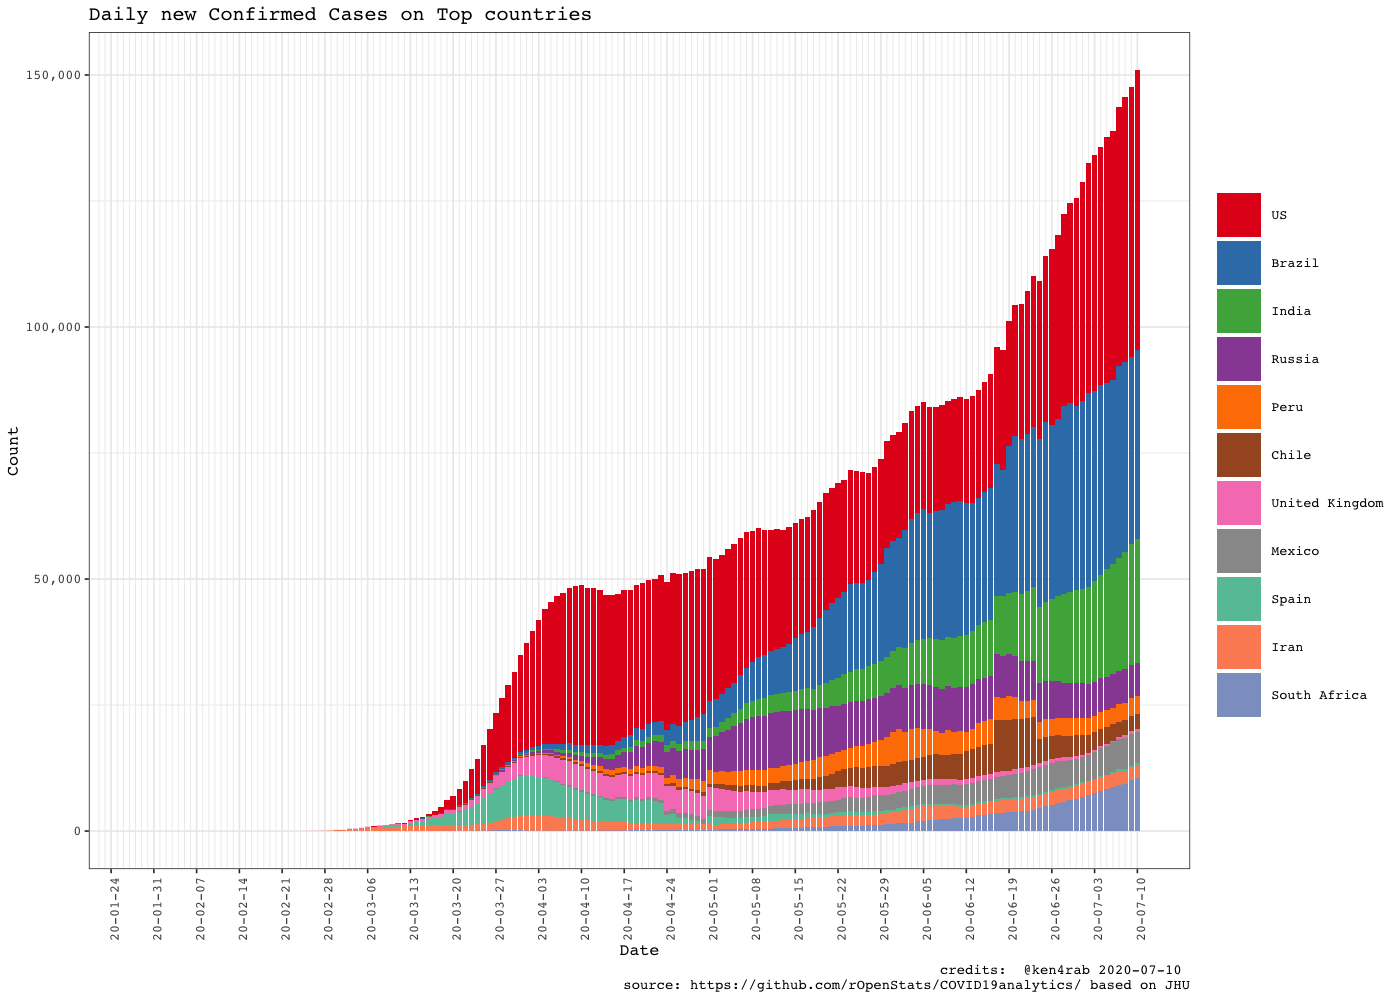 Daily new Confirmed Cases on Top countries
150,000
100,000
50,000
0
Count
20-01-24
20-01-31
20-02-07
20-02-14
20-02-21
20-02-28
20-03-06
20-03-13
20-03-20
20-03-27
20-04-03
20-04-10
20-04-17
20-04-24
20-05-01
20-05-08
20-05-15
20-05-22
20-05-29
20-06-05
20-06-12
20-06-19
20-06-26
20-07-03
20-07-10
Date
US
Brazil
India
Russia
Peru
Chile
United Kingdom
Mexico
Spain
Iran
South Africa
credits:  @ken4rab 2020-07-10
source: https://github.com/rOpenStats/COVID19analytics/ based on JHU